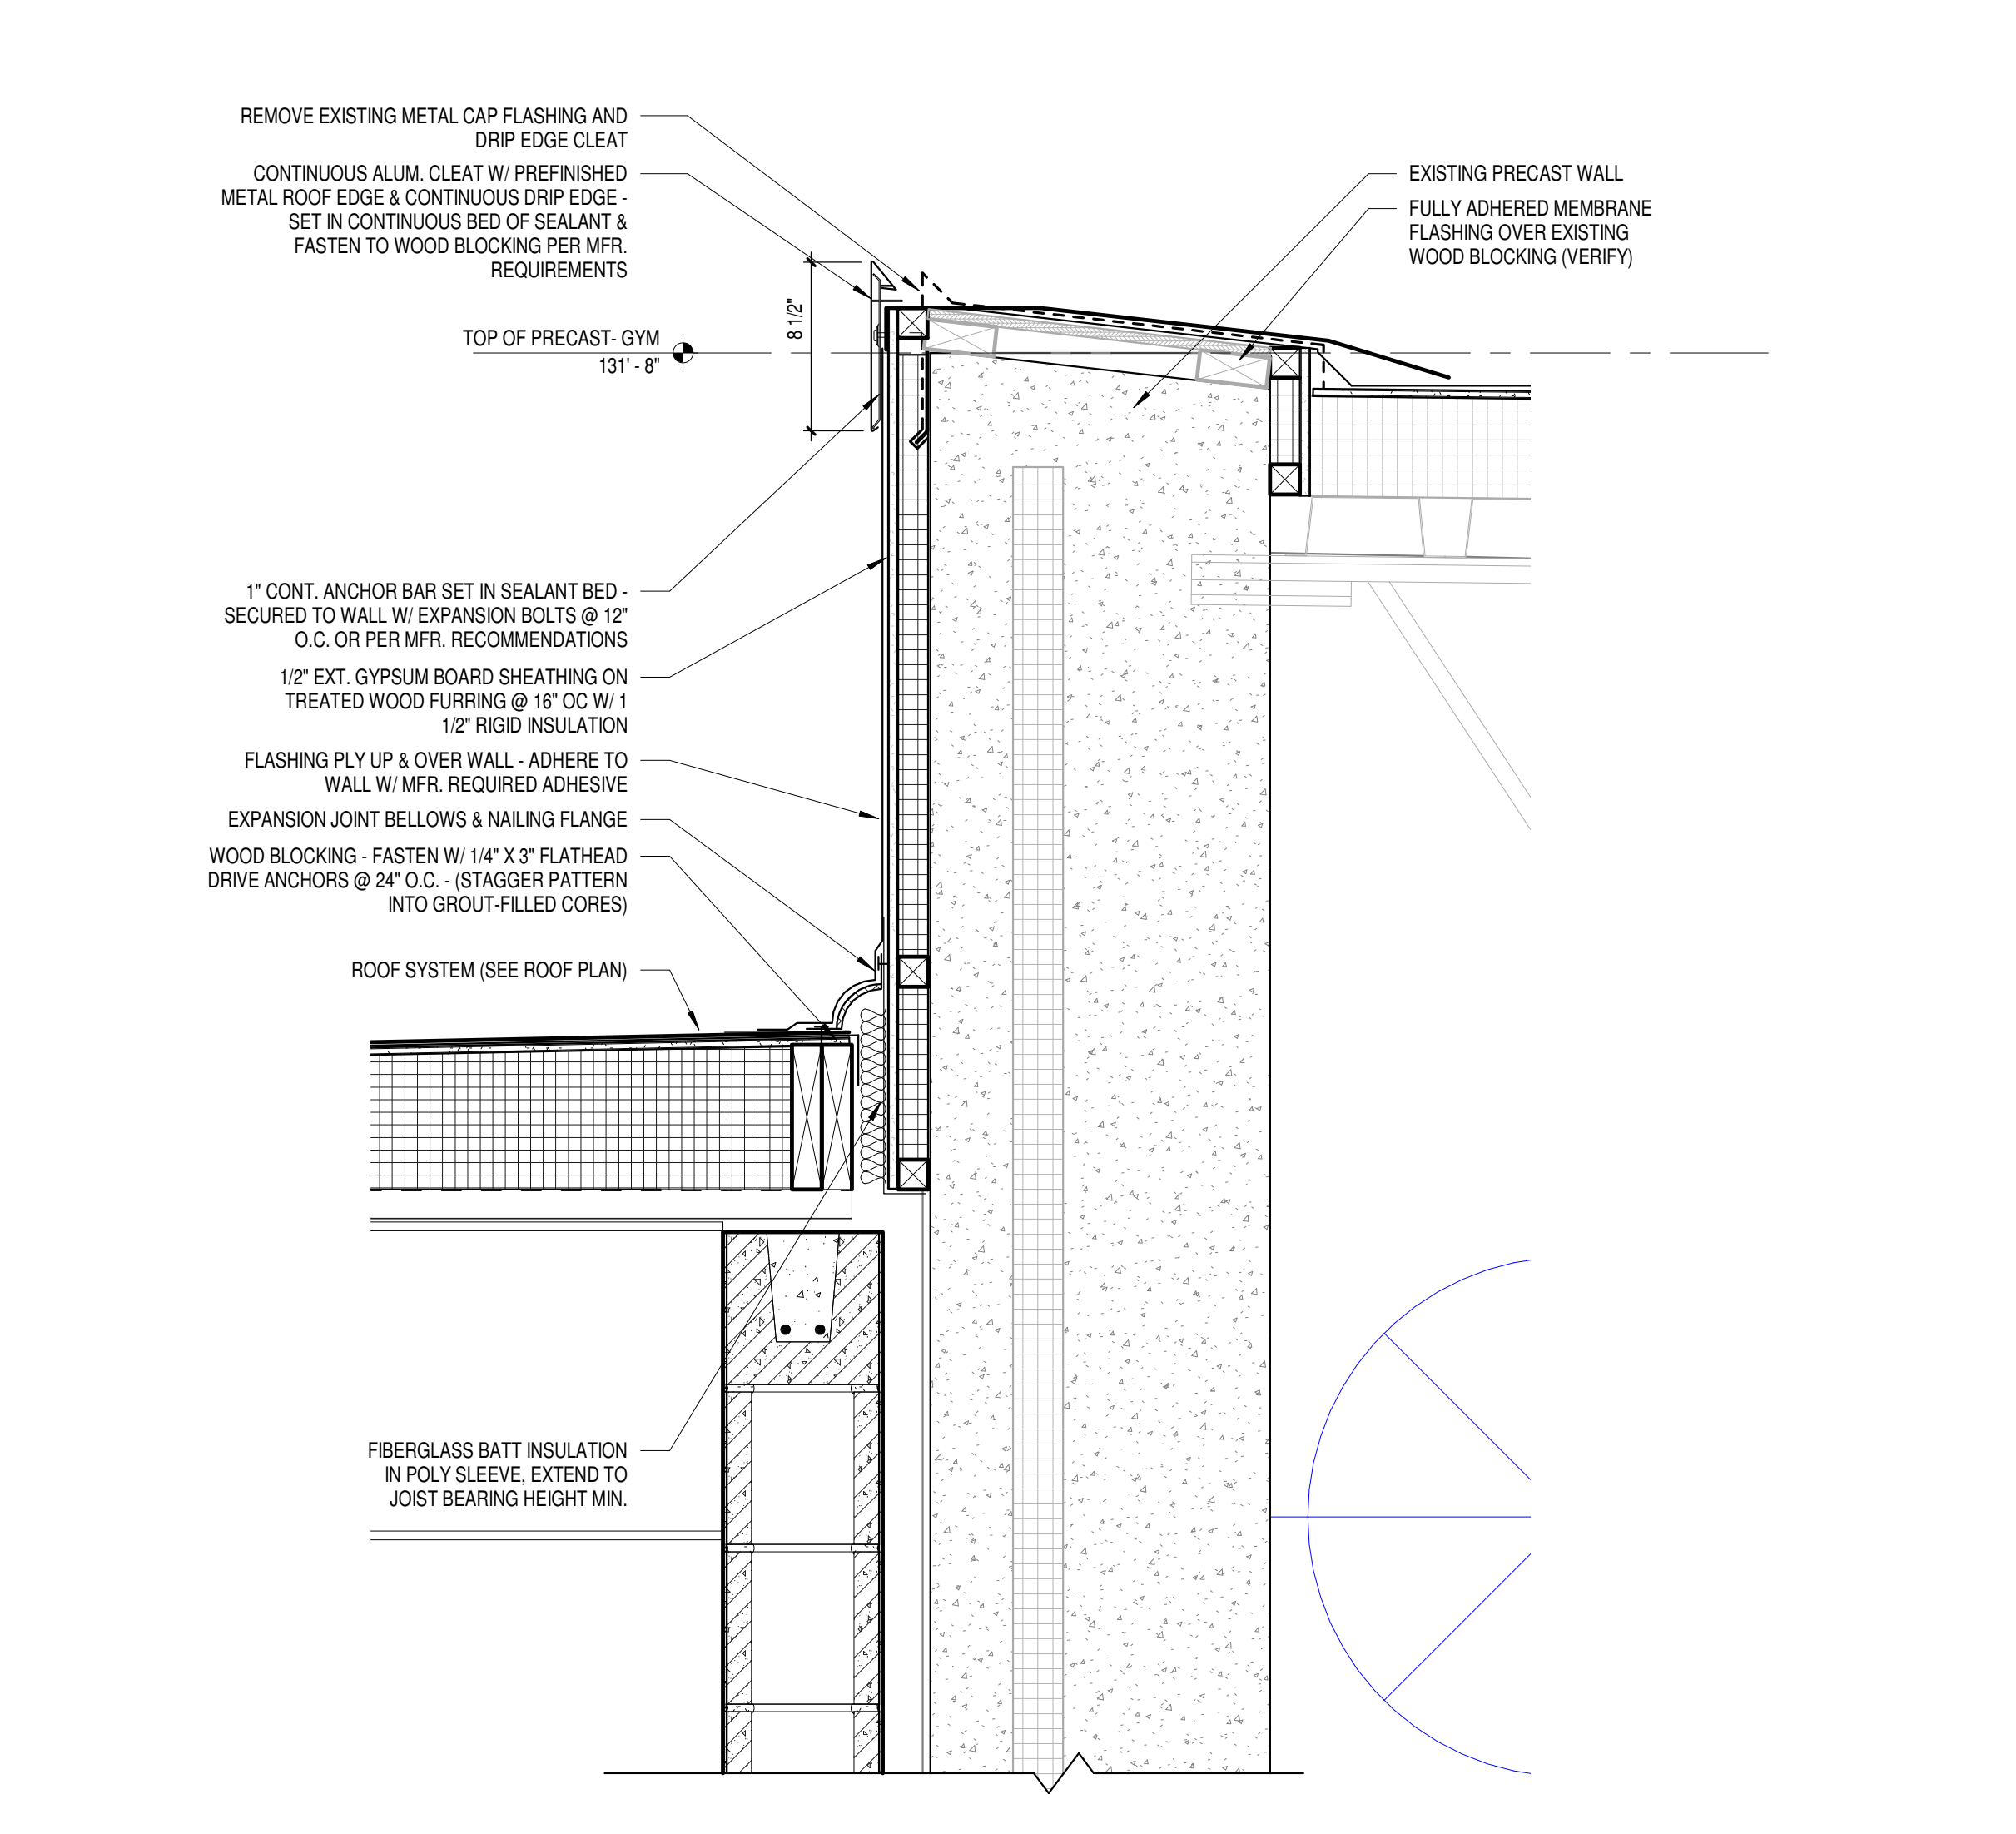 REMOVE EXISTING METAL CAP FLASHING AND
DRIP EDGE CLEAT
CONTINUOUS ALUM. CLEAT W/ PREFINISHED
METAL ROOF EDGE & CONTINUOUS DRIP EDGE -
SET IN CONTINUOUS BED OF SEALANT &
FASTEN TO WOOD BLOCKING PER MFR.
REQUIREMENTS
EXISTING PRECAST WALL
FULLY ADHERED MEMBRANE
FLASHING OVER EXISTING
WOOD BLOCKING (VERIFY)
8 1/2"
TOP OF PRECAST- GYM
131' - 8"
1" CONT. ANCHOR BAR SET IN SEALANT BED -
SECURED TO WALL W/ EXPANSION BOLTS @ 12"
O.C. OR PER MFR. RECOMMENDATIONS
1/2" EXT. GYPSUM BOARD SHEATHING ON
TREATED WOOD FURRING @ 16" OC W/ 1
1/2" RIGID INSULATION
FLASHING PLY UP & OVER WALL - ADHERE TO
WALL W/ MFR. REQUIRED ADHESIVE
EXPANSION JOINT BELLOWS & NAILING FLANGE
WOOD BLOCKING - FASTEN W/ 1/4" X 3" FLATHEAD
DRIVE ANCHORS @ 24" O.C. - (STAGGER PATTERN
INTO GROUT-FILLED CORES)
ROOF SYSTEM (SEE ROOF PLAN)
FIBERGLASS BATT INSULATION
IN POLY SLEEVE, EXTEND TO
JOIST BEARING HEIGHT MIN.